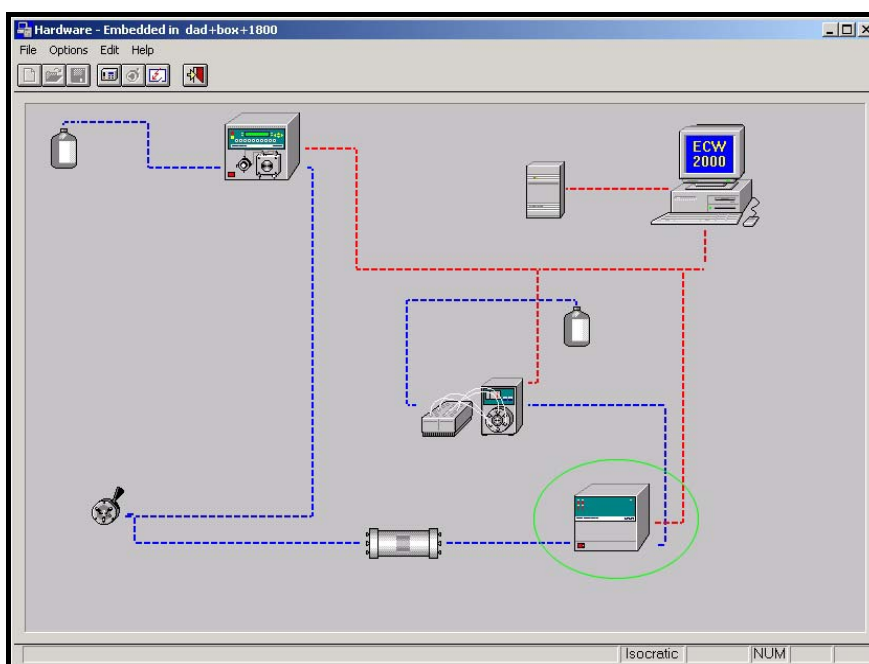 Hardware - Embedded in dad+box+1800
File Options Edit Help
ECW
2000
Isocratic NUM